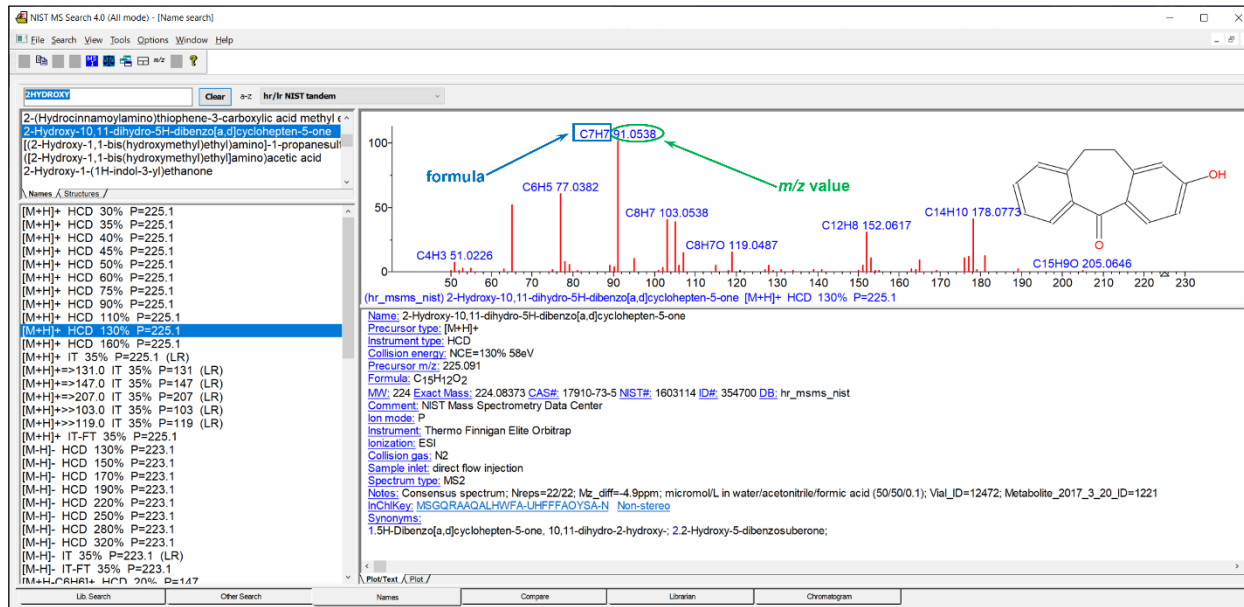 NIST MS Search 4.0 (All mode) - [Name search]
File Search View Tools Options Window Help
m/z ?
2HYDROXY Clear a-z hr/lr NIST tandem
2-(Hydrocinnamoylamino)thiophene-3-carboxylic acid methyl
2-Hydroxy-10,11-dihydro-5H-dibenzo[a,d]cyclohepten-5-one
[(2-Hydroxy-1,1-bis(hydroxymethyl)ethyl)amino]-1-propanesulf
([2-Hydroxy-1,1-bis(hydroxymethyl)ethyl]amino)acetic acid
2-Hydroxy-1-(1H-indol-3-yl)ethanone
Names Structures
[M+H]+ HCD 30% P=225.1
[M+H]+ HCD 35% P=225.1
[M+H]+ HCD 40% P=225.1
[M+H]+ HCD 45% P=225.1
[M+H]+ HCD 50% P=225.1
[M+H]+ HCD 60% P=225.1
[M+H]+ HCD 75% P=225.1
[M+H]+ HCD 90% P=225.1
[M+H]+ HCD 110% P=225.1
[M+H]+ HCD 130% P=225.1
[M+H]+ HCD 160% P=225.1
[M+H]+ IT 35% P=225.1 (LR)
[M+H]+=>131.0 IT 35% P=131 (LR)
[M+H]+=>147.0 IT 35% P=147 (LR)
[M+H]+=>207.0 IT 35% P=207 (LR)
[M+H]+>>103.0 IT 35% P=103 (LR)
[M+H]+>>119.0 IT 35% P=119 (LR)
[M+H]+ IT-FT 35% P=225.1
[M-H]- HCD 130% P=223.1
[M-H]- HCD 150% P=223.1
[M-H]- HCD 170% P=223.1
[M-H]- HCD 190% P=223.1
[M-H]- HCD 220% P=223.1
[M-H]- HCD 250% P=223.1
[M-H]- HCD 280% P=223.1
[M-H]- HCD 320% P=223.1
[M-H]- IT 35% P=223.1 (LR)
[M-H]- IT-FT 35% P=223.1
[M+H-C6H6]+ HCD 20% P=147
100
50
C7H7 91.0538
formula
m/z value
C6H5 77.0382
C8H7 103.0538
C4H3 51.0226
C8H7O 119.0487
C12H8 152.0617
C14H10 178.0773
C15H9O 205.0646
OH
O
50 60 70 80 90 100 110 120 130 140 150 160 170 180 190 200 210 220 230
(hr_msms_nist) 2-Hydroxy-10,11-dihydro-5H-dibenzo[a,d]cyclohepten-5-one [M+H]+ HCD 130% P=225.1
Name: 2-Hydroxy-10,11-dihydro-5H-dibenzo[a,d]cyclohepten-5-one
Precursor type: [M+H]+
Instrument type: HCD
Collision energy: NCE=130% 58eV
Precursor m/z: 225.091
Formula: C15H12O2
MW: 224 Exact Mass: 224.08373 CAS#: 17910-73-5 NIST#: 1603114 ID#: 354700 DB: hr_msms_nist
Comment: NIST Mass Spectrometry Data Center
Ion mode: P
Instrument: Thermo Finnigan Elite Orbitrap
Ionization: ESI
Collision gas: N2
Sample inlet: direct flow injection
Spectrum type: MS2
Notes: Consensus spectrum; Nreps=22/22; Mz_diff=-4.9ppm; micromol/L in water/acetonitrile/formic acid (50/50/0.1); Vial_ID=12472; Metabolite_2017_3_20_ID=1221
InChIKey: MSGQRAAQALHWFA-UHFFFAOYSA-N Non-stereo
Synonyms:
1.5H-Dibenzo[a,d]cyclohepten-5-one, 10,11-dihydro-2-hydroxy-; 2.2-Hydroxy-5-dibenzosuberone;
Plot/Text Plot
Lib. Search Other Search Names Compare Librarian Chromatogram